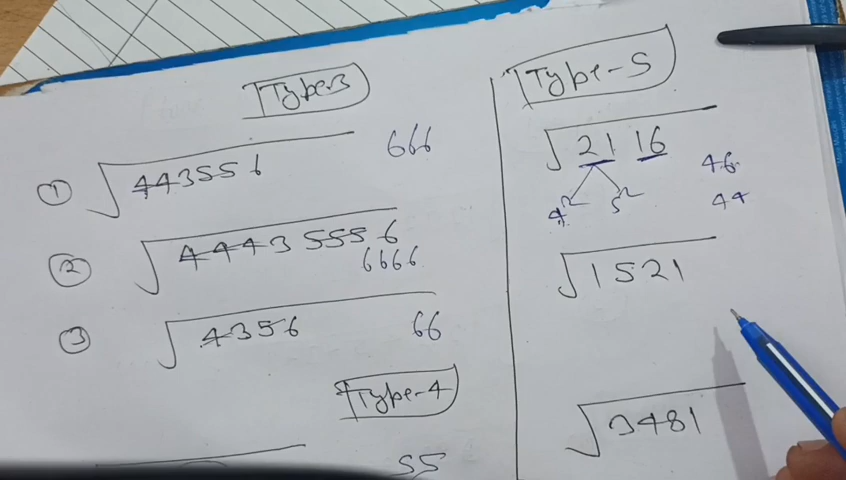 Type-3
① √443556 666
② √44435556 6666
③ √4356 66
Type-4
55
Type-5
√2116
4² 5²
46
44
√1521
√3481